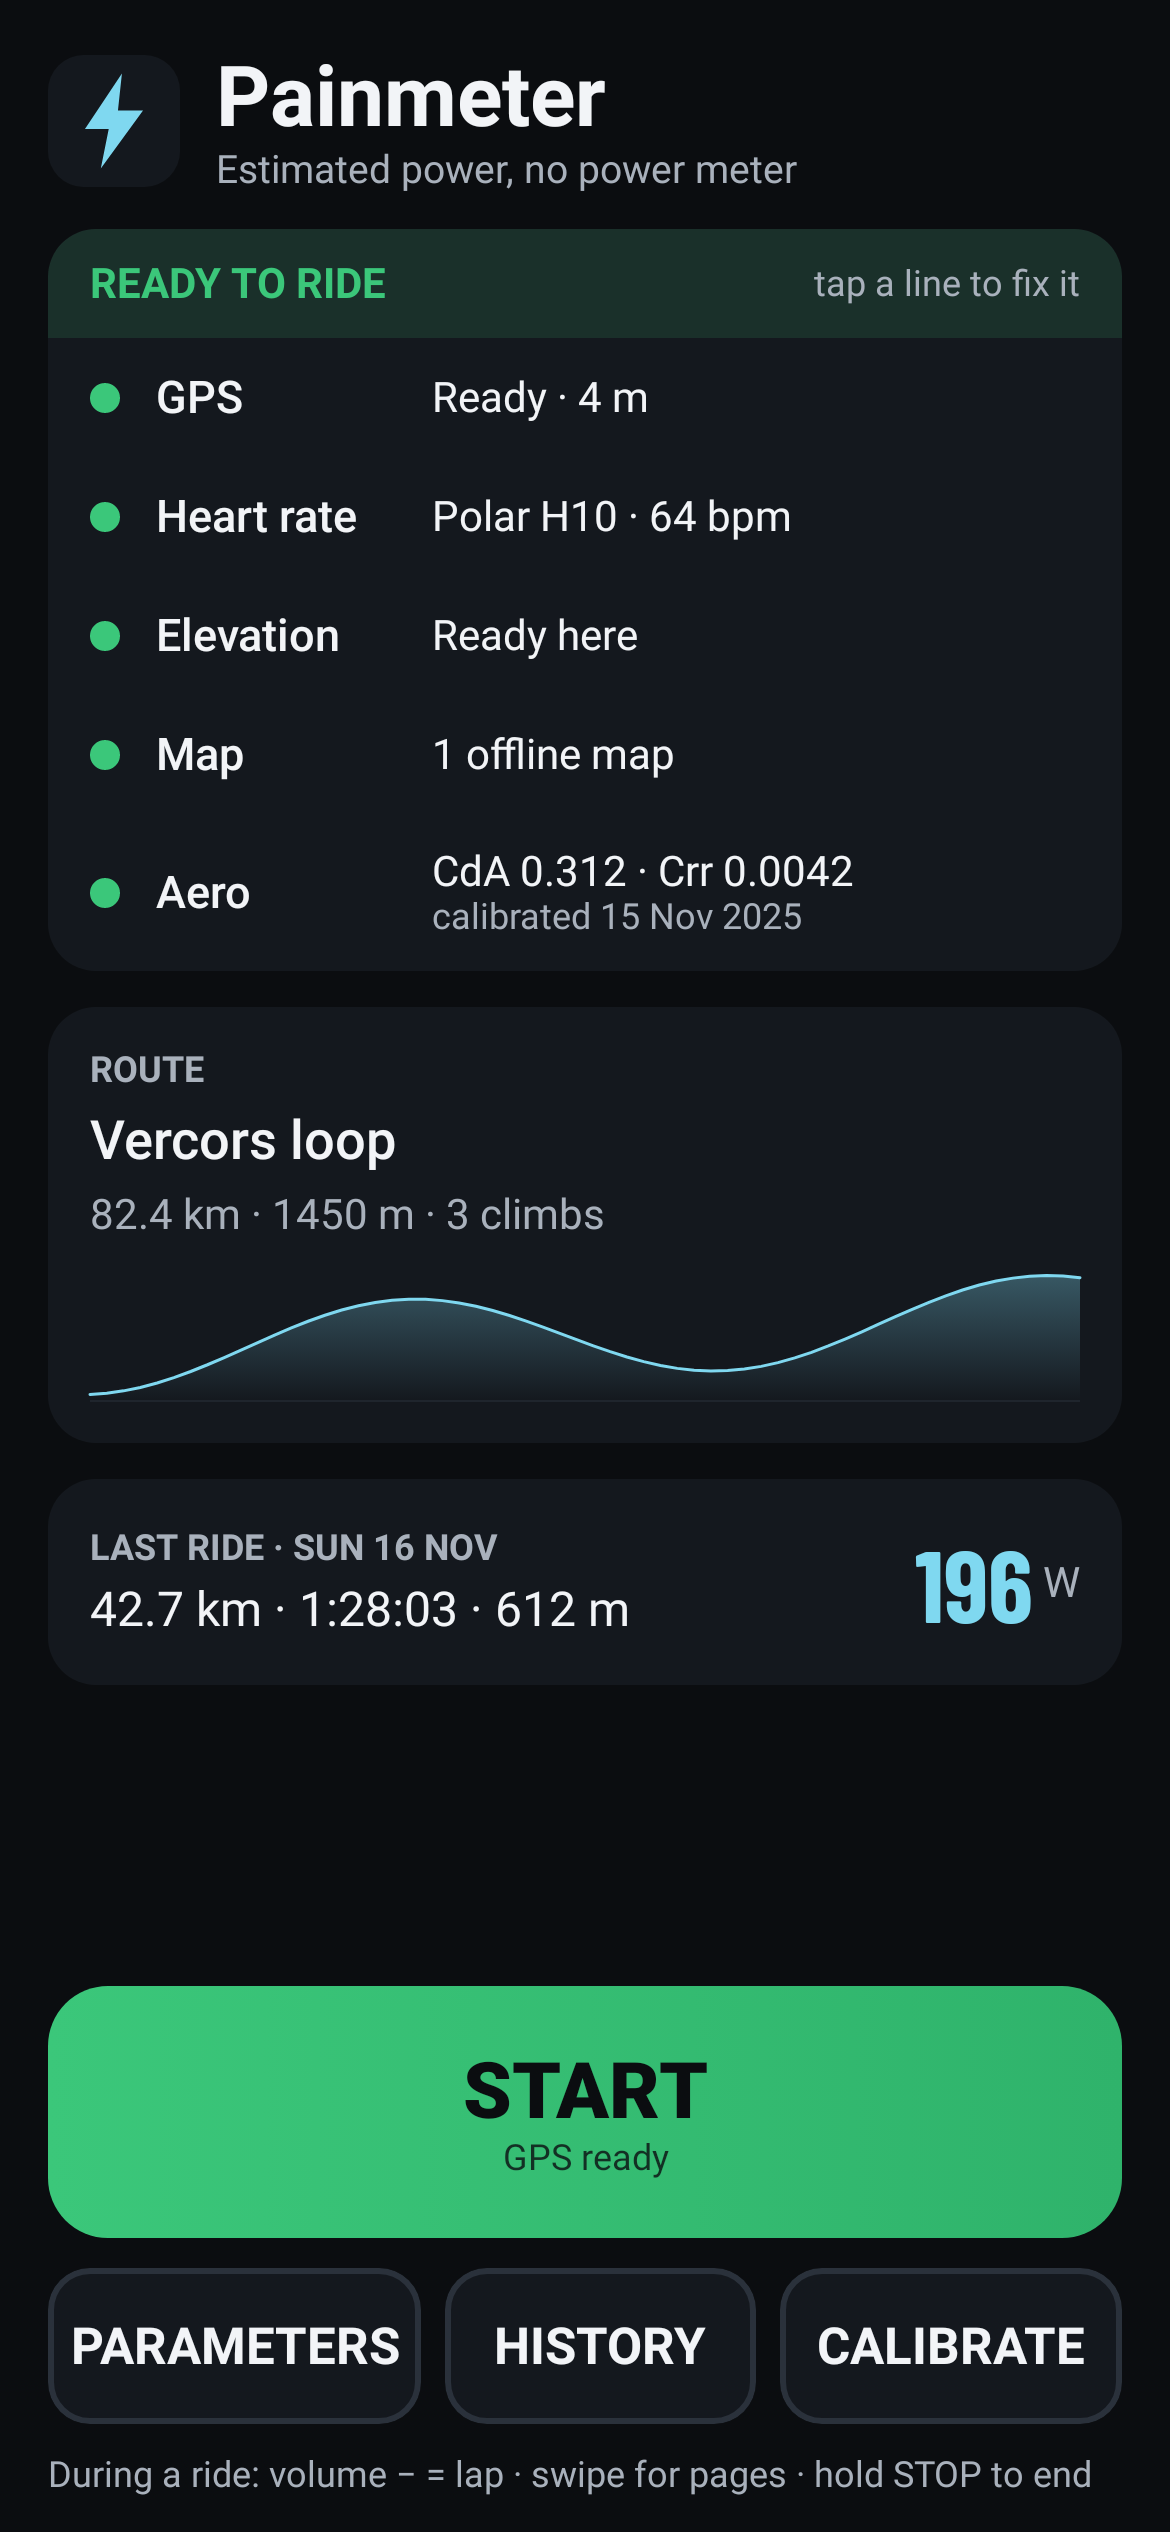 Painmeter
Estimated power, no power meter
READY TO RIDE tap a line to fix it
GPS Ready · 4 m
Heart rate Polar H10 · 64 bpm
Elevation Ready here
Map 1 offline map
Aero CdA 0.312 · Crr 0.0042
calibrated 15 Nov 2025
ROUTE
Vercors loop
82.4 km · 1450 m · 3 climbs
LAST RIDE · SUN 16 NOV
42.7 km · 1:28:03 · 612 m
196 W
START
GPS ready
PARAMETERS HISTORY CALIBRATE
During a ride: volume − = lap · swipe for pages · hold STOP to end